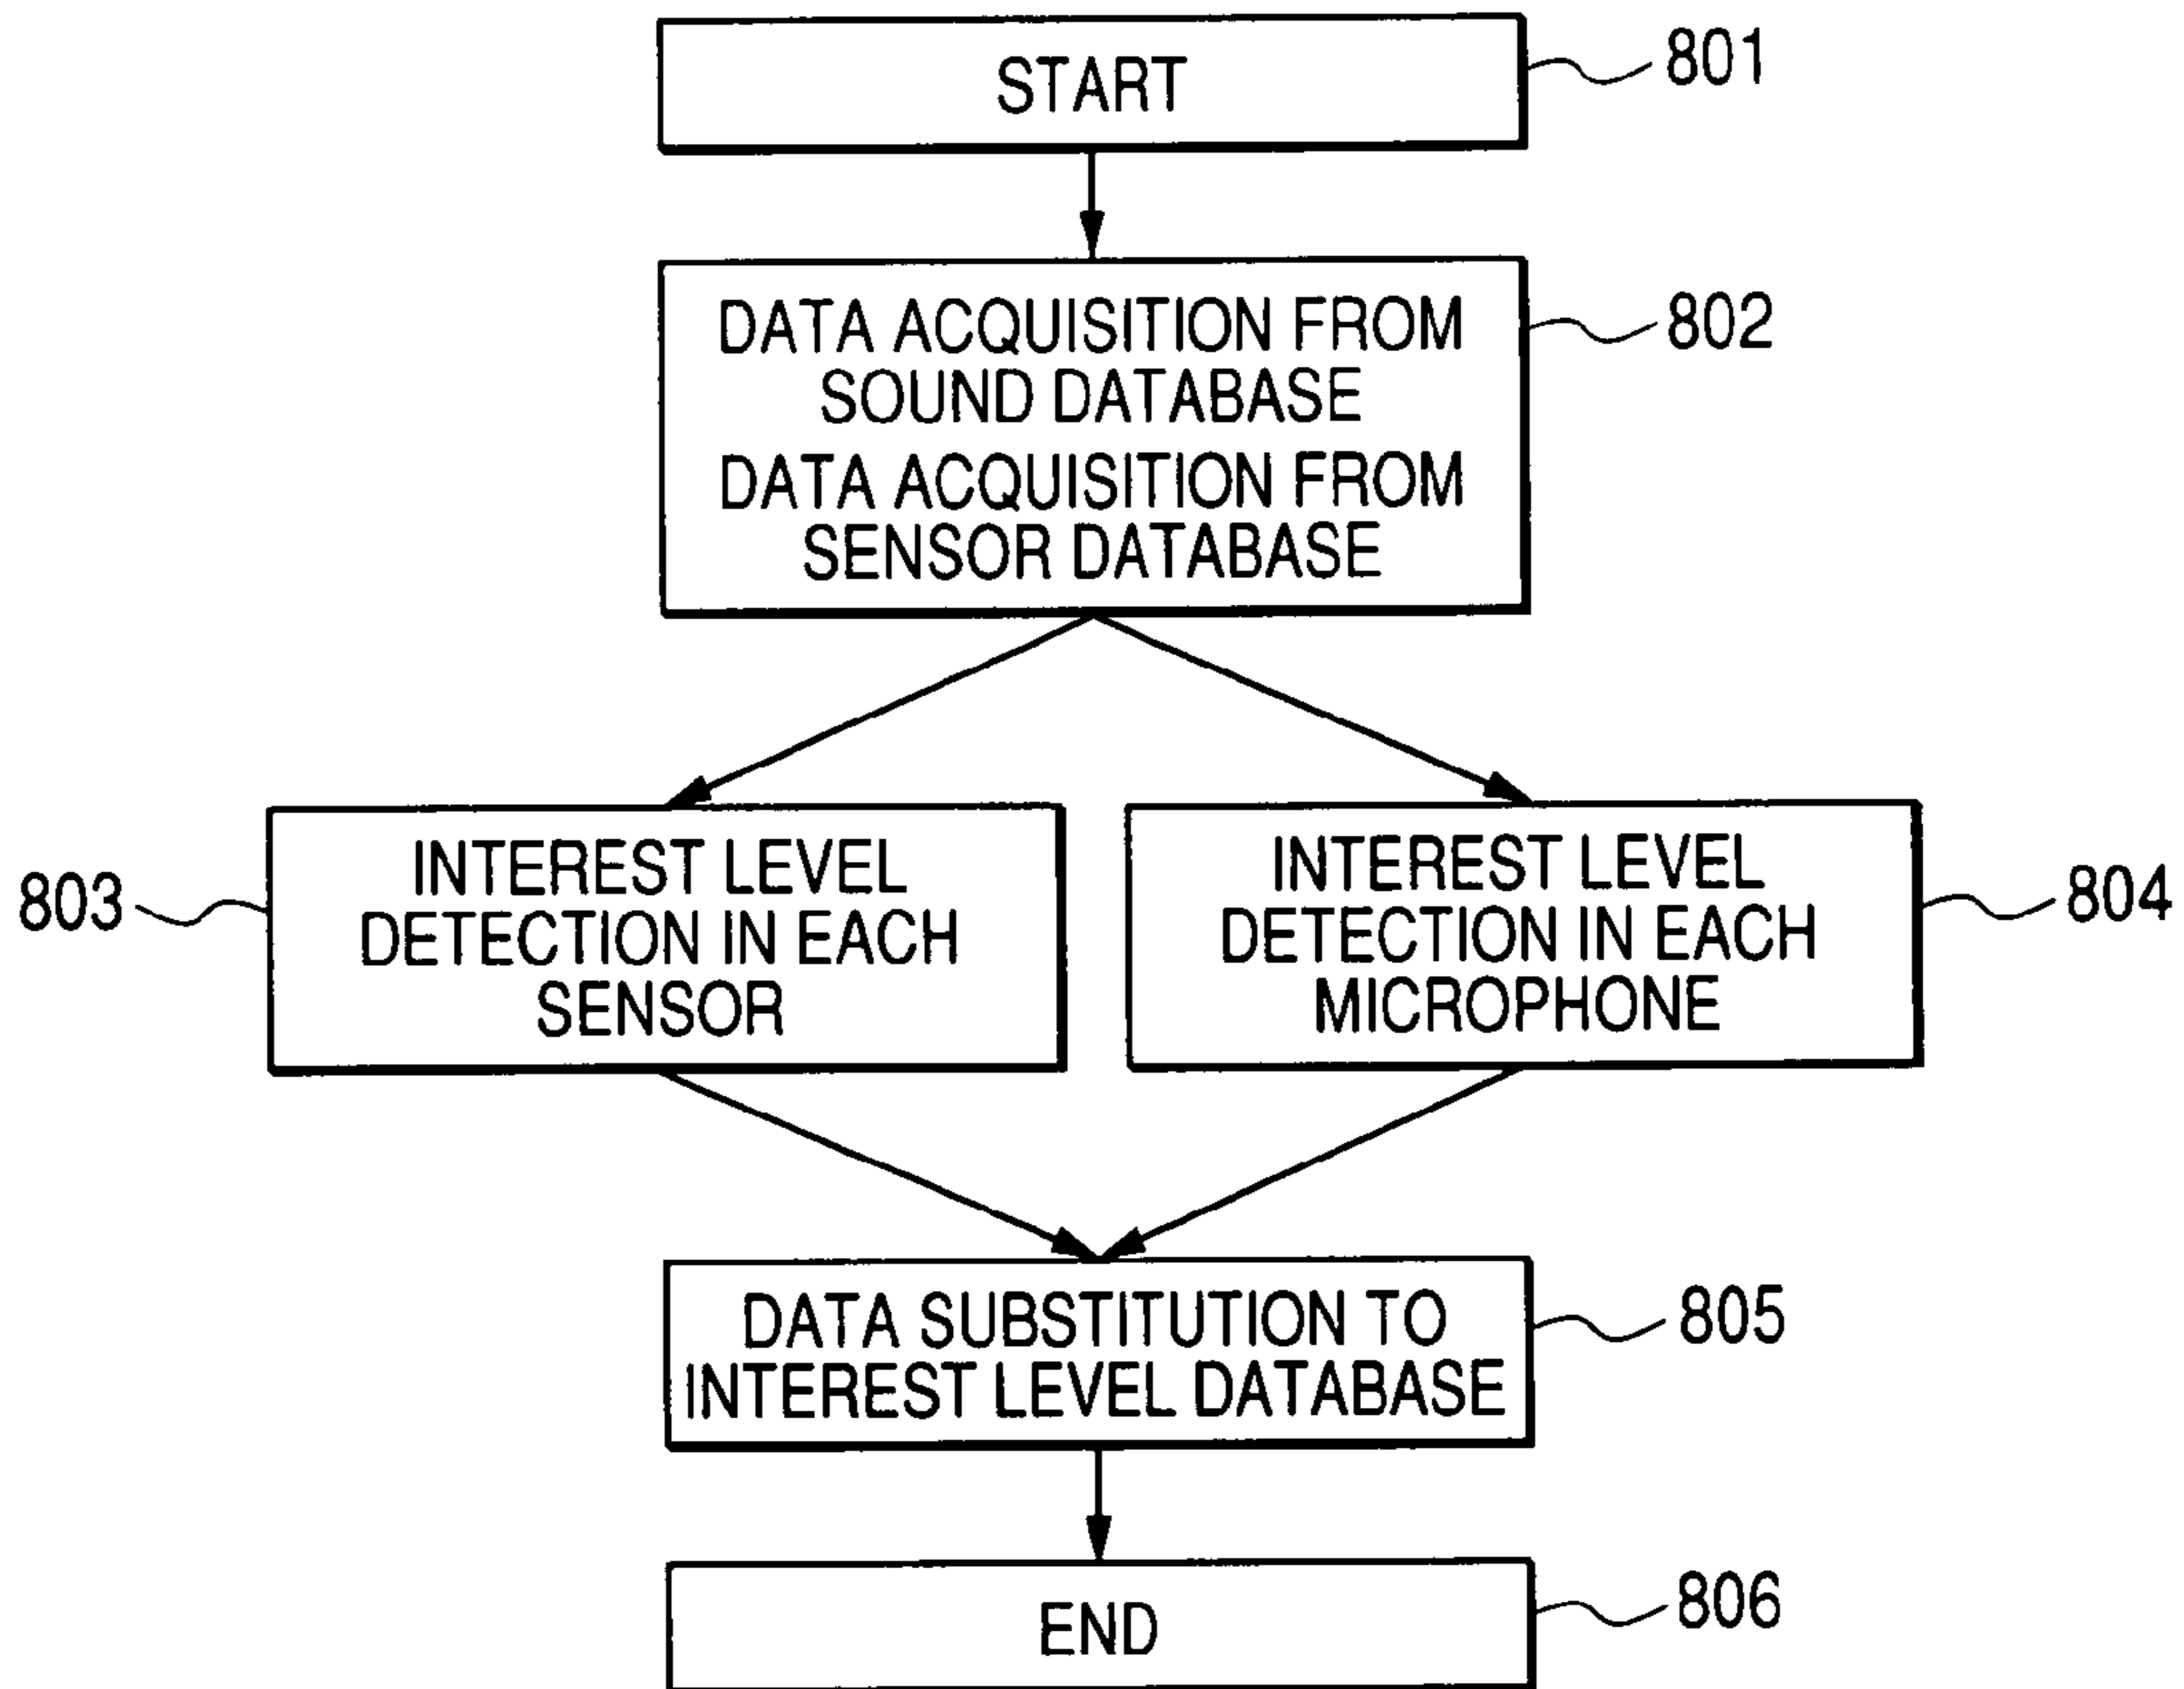 START
801
DATA ACQUISITION FROM
SOUND DATABASE
DATA ACQUISITION FROM
SENSOR DATABASE
802
803
INTEREST LEVEL
DETECTION IN EACH
SENSOR
INTEREST LEVEL
DETECTION IN EACH
MICROPHONE
804
DATA SUBSTITUTION TO
INTEREST LEVEL DATABASE
805
END
806